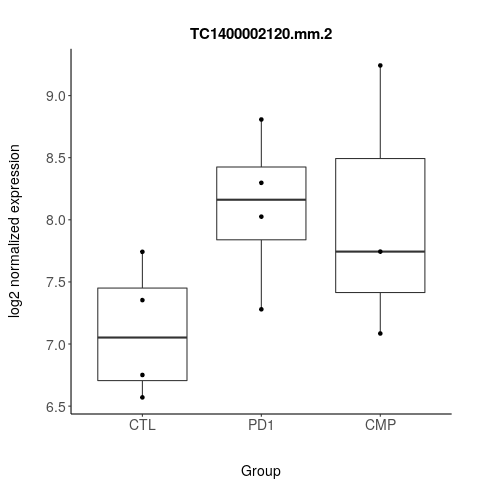 TC1400002120.mm.2
log2 normalized expression
9.0
8.5
8.0
7.5
7.0
6.5
CTL PD1 CMP
Group